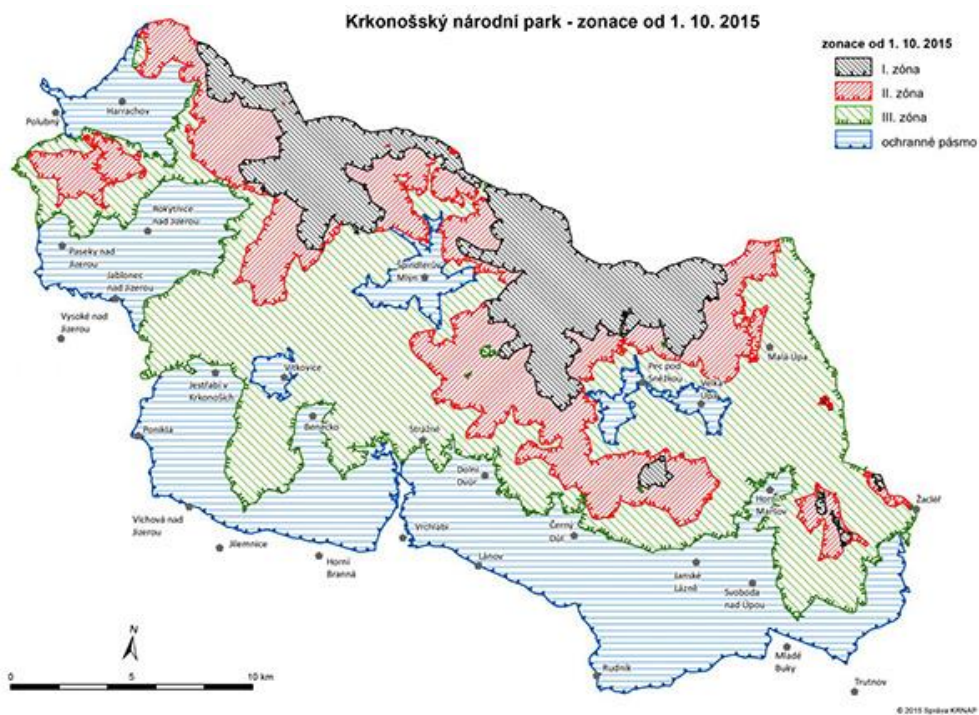 Krkonošský národní park - zonace od 1. 10. 2015
zonace od 1. 10. 2015
I. zóna
II. zóna
III. zóna
ochranné pásmo
Harrachov
Polubný
Rokytnice
nad Jizerou
Paseky nad
Jizerou
Jablonec
nad Jizerou
Vysoké nad
Jizerou
Špindlerův
Mlýn
Malá Úpa
Pec pod
Sněžkou
Velká
Úpa
Jestřabí v
Krkonoších
Vítkovice
Benecko
Poniklá
Strážné
Dolní
Dvůr
Horní
Maršov
Žacléř
Víchová nad
Jizerou
Jilemnice
Vrchlabí
Horní
Branná
Lánov
Černý
Důl
Janské
Lázně
Svoboda
nad Úpou
Mladé
Buky
Rudník
Trutnov
N
0 5 10 km
© 2015 Správa KRNAP